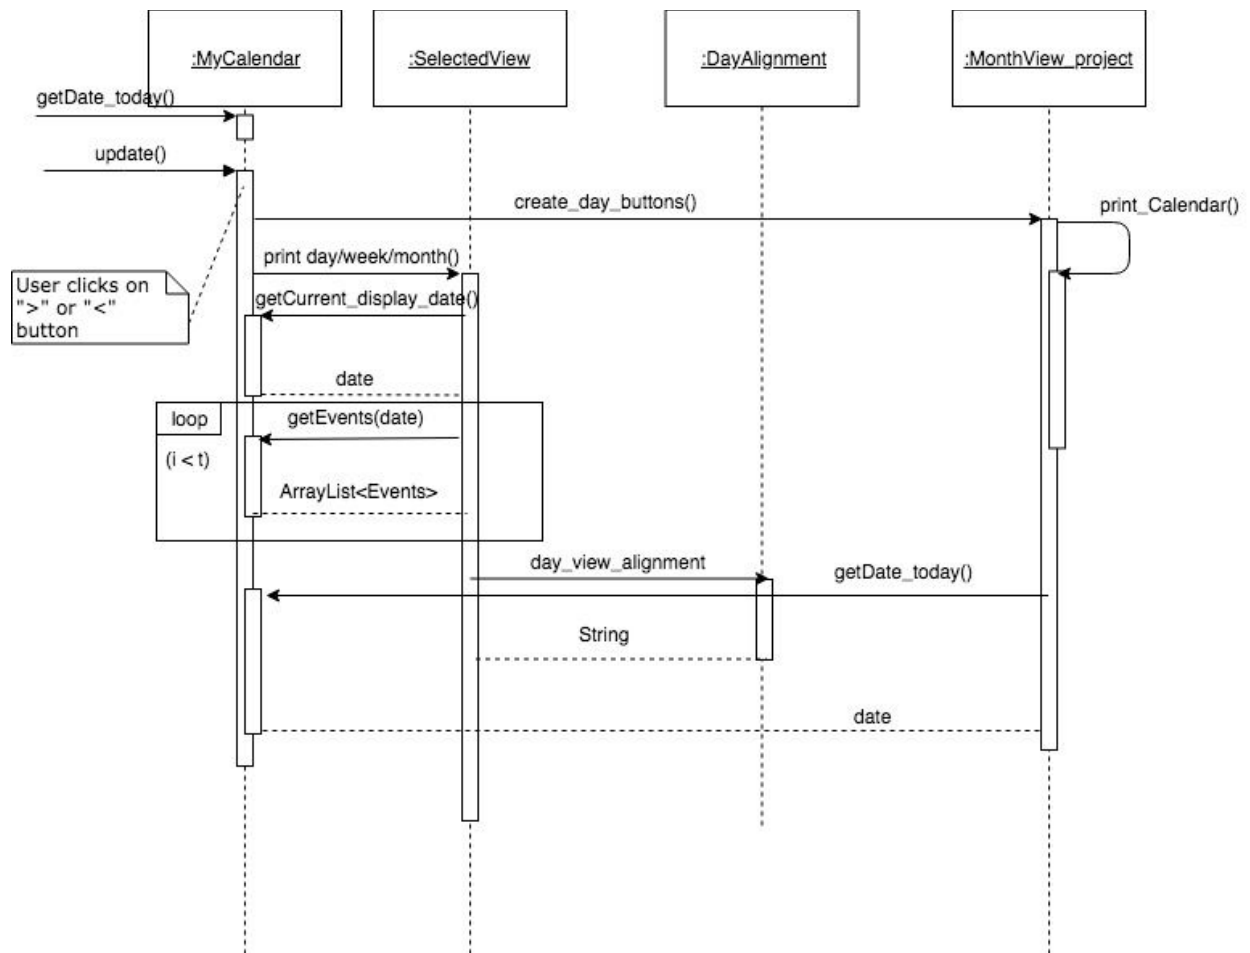 :MyCalendar
:SelectedView
:DayAlignment
:MonthView_project
getDate_today()
update()
create_day_buttons()
print_Calendar()
print day/week/month()
User clicks on
">" or "<"
button
getCurrent_display_date()
date
loop
getEvents(date)
(i < t)
ArrayList<Events>
day_view_alignment
getDate_today()
String
date